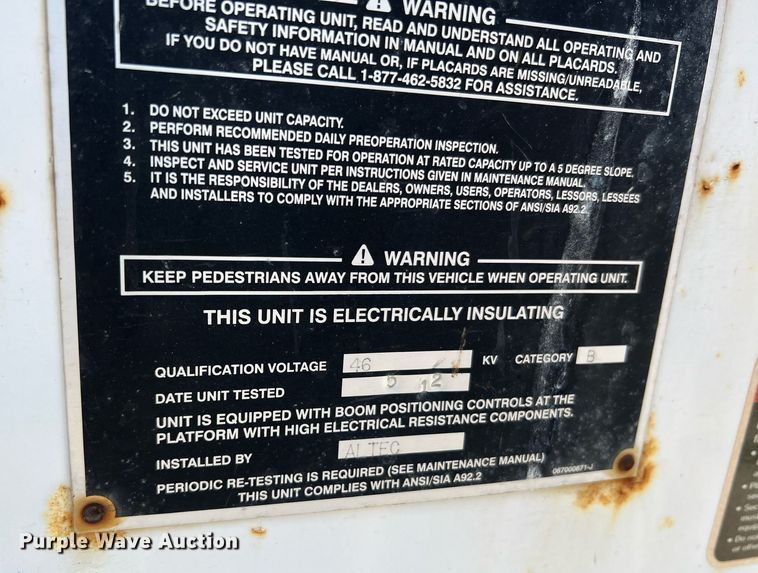 WARNING
BEFORE OPERATING UNIT, READ AND UNDERSTAND ALL OPERATING AND
SAFETY INFORMATION IN MANUAL AND ON ALL PLACARDS.
IF YOU DO NOT HAVE MANUAL OR, IF PLACARDS ARE MISSING/UNREADABLE,
PLEASE CALL 1-877-462-5832 FOR ASSISTANCE.
1. DO NOT EXCEED UNIT CAPACITY.
2. PERFORM RECOMMENDED DAILY PREOPERATION INSPECTION.
3. THIS UNIT HAS BEEN TESTED FOR OPERATION AT RATED CAPACITY UP TO A 5 DEGREE SLOPE.
4. INSPECT AND SERVICE UNIT PER INSTRUCTIONS GIVEN IN MAINTENANCE MANUAL.
5. IT IS THE RESPONSIBILITY OF THE DEALERS, OWNERS, USERS, OPERATORS, LESSORS, LESSEES
AND INSTALLERS TO COMPLY WITH THE APPROPRIATE SECTIONS OF ANSI/SIA A92.2.
WARNING
KEEP PEDESTRIANS AWAY FROM THIS VEHICLE WHEN OPERATING UNIT.
THIS UNIT IS ELECTRICALLY INSULATING
QUALIFICATION VOLTAGE 46 KV CATEGORY B
DATE UNIT TESTED 5 12
UNIT IS EQUIPPED WITH BOOM POSITIONING CONTROLS AT THE
PLATFORM WITH HIGH ELECTRICAL RESISTANCE COMPONENTS.
INSTALLED BY ALTEC
PERIODIC RE-TESTING IS REQUIRED (SEE MAINTENANCE MANUAL)
THIS UNIT COMPLIES WITH ANSI/SIA A92.2
067000671-J
Purple Wave Auction